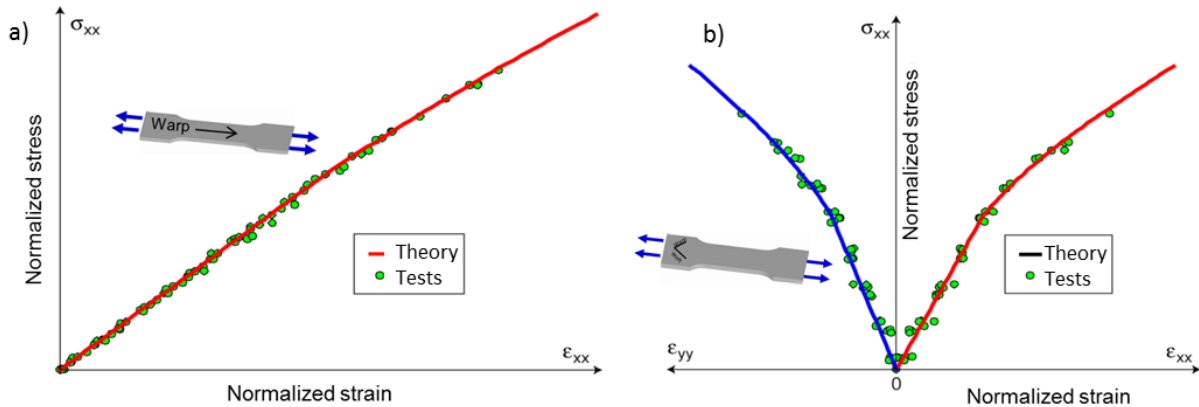 a)
σxx
Normalized stress
Warp
Theory
Tests
εxx
Normalized strain
b)
σxx
Normalized stress
Theory
Tests
εyy
0
εxx
Normalized strain